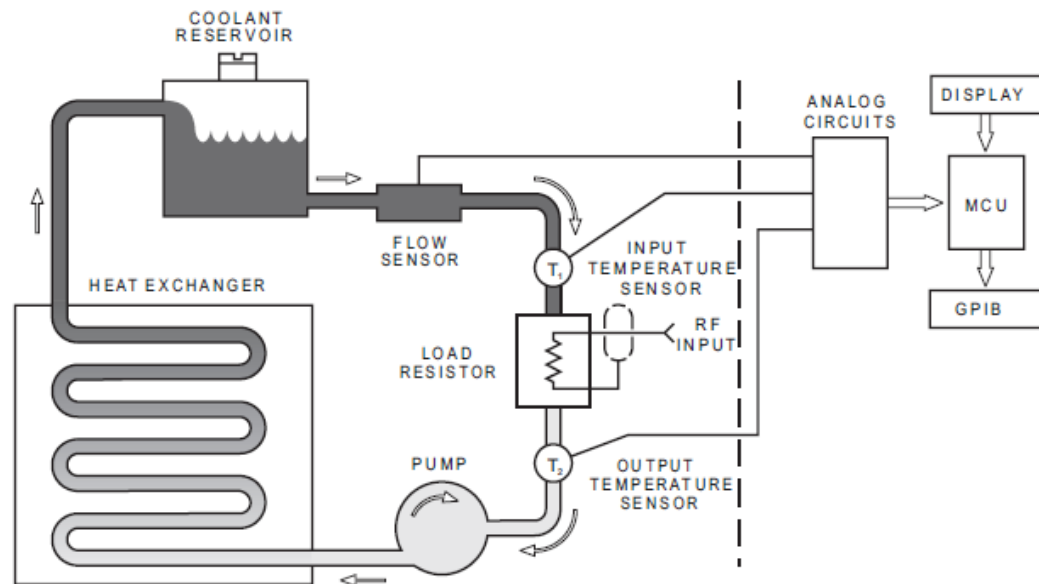 COOLANT
RESERVOIR
ANALOG
CIRCUITS
DISPLAY
MCU
GPIB
FLOW
SENSOR
T1
INPUT
TEMPERATURE
SENSOR
HEAT EXCHANGER
LOAD
RESISTOR
RF
INPUT
PUMP
T2
OUTPUT
TEMPERATURE
SENSOR